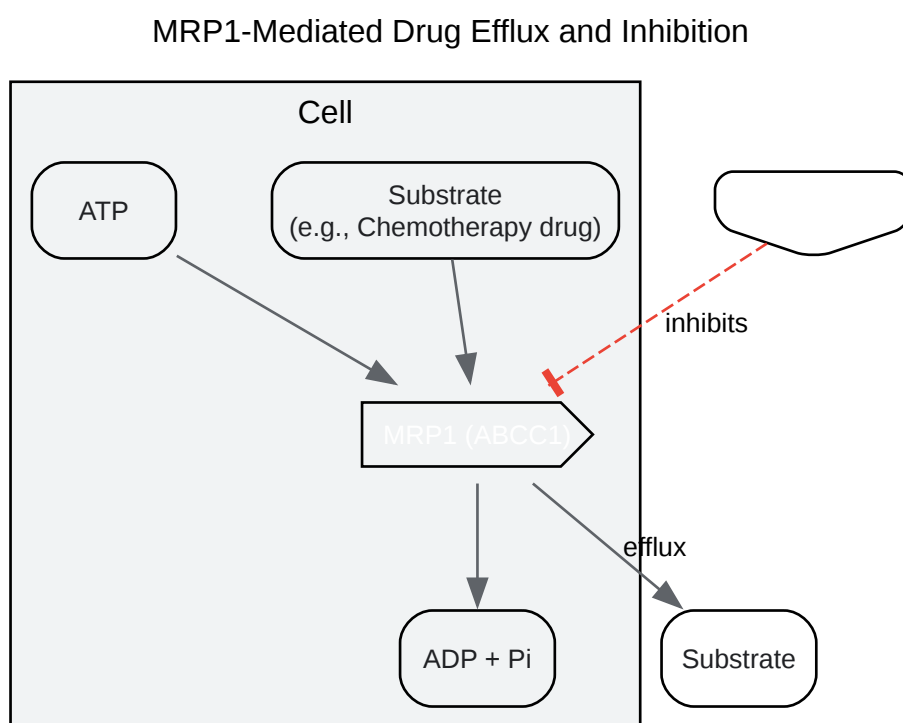 MRP1-Mediated Drug Efflux and Inhibition
Cell
ATP
Substrate
(e.g., Chemotherapy drug)
inhibits
MRP1 (ABCC1)
efflux
ADP + Pi
Substrate